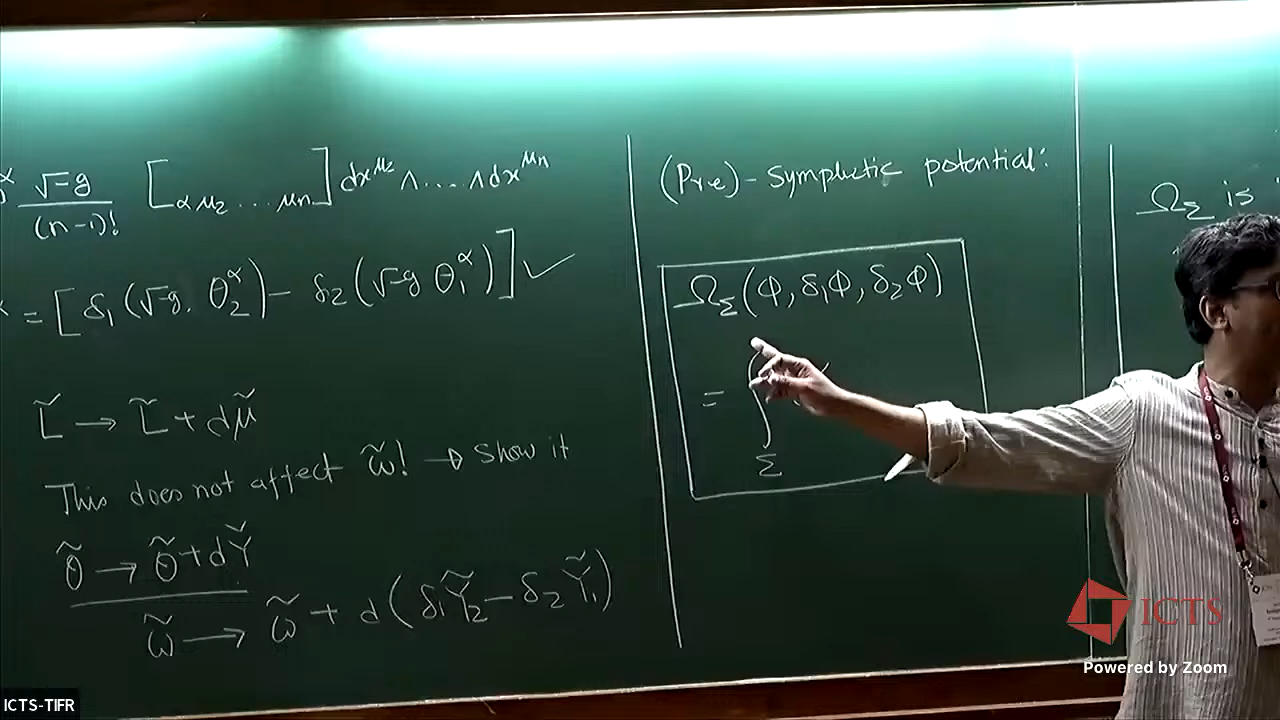 √-g / (n-1)! [ αμ₂ ... μₙ ] dx^μ₂ ∧ .... ∧ dx^μₙ
α = [ δ₁(√-g. θ₂^α) - δ₂(√-g θ₁^α) ] ✓
L̃ → L̃ + dμ̃
This does not affect ω̃! → Show it
θ̃ → θ̃ + dỸ
ω̃ → ω̃ + d(δ₁Ỹ₂ - δ₂Ỹ₁)
(Pre) - Symplectic potential:
Ω_Σ(Φ, δ₁Φ, δ₂Φ)
= ∫
Σ
Ω_Σ is
ICTS
Powered by Zoom
ICTS-TIFR